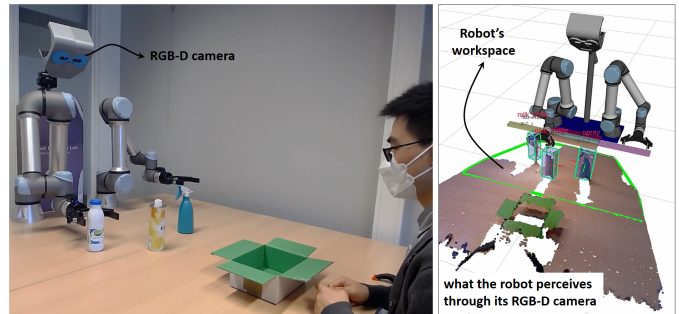 RGB-D camera
Robot's
workspace
what the robot perceives
through its RGB-D camera